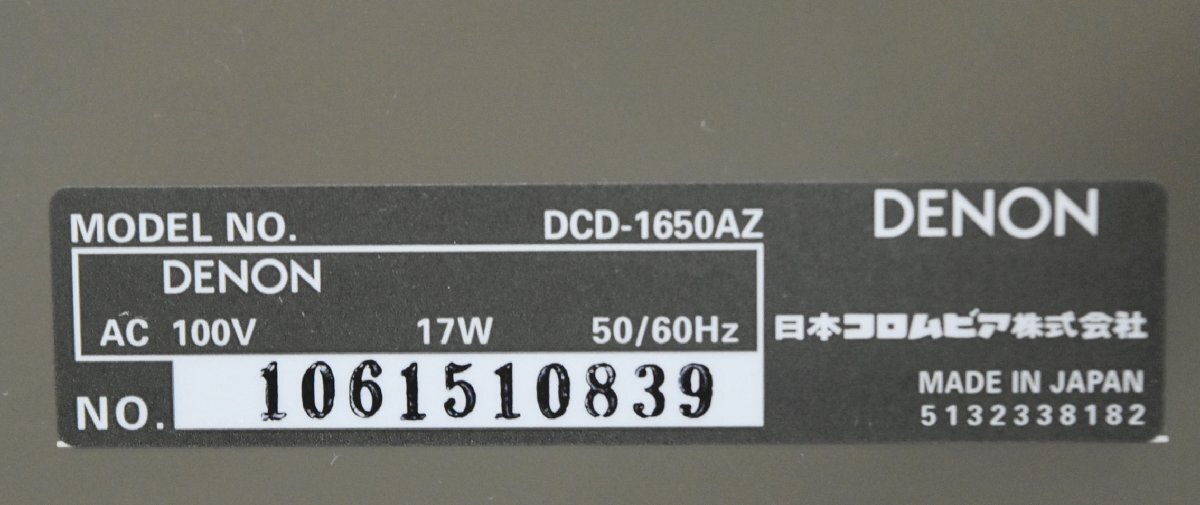 MODEL NO. DCD-1650AZ
DENON
AC 100V 17W 50/60Hz
NO. 1061510839
DENON
日本コロムビア株式会社
MADE IN JAPAN
5132338182